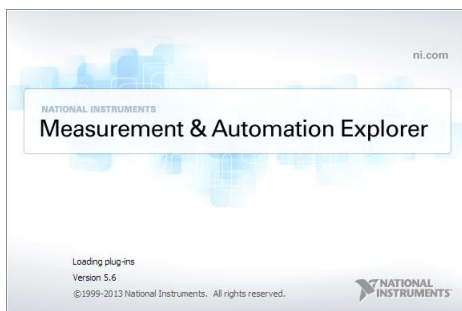 ni.com
NATIONAL INSTRUMENTS
Measurement & Automation Explorer
Loading plug-ins
Version 5.6
©1999-2013 National Instruments. All rights reserved.
NATIONAL
INSTRUMENTS™